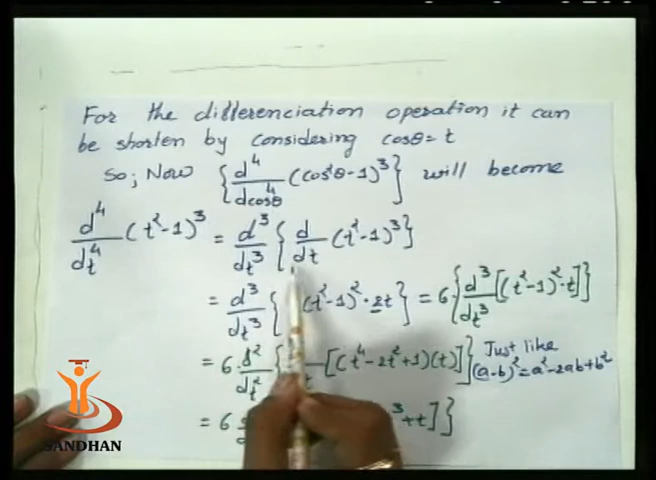 For the differenciation operation it can
be shorten by considering cosθ = t
So; Now {d⁴/dcosθ⁴ (cos²θ-1)³} will become
d⁴/dt⁴ (t²-1)³ = d³/dt³ {d/dt (t²-1)³}
= d³/dt³ { (t²-1)²·2t} = 6·{d³/dt³ [(t²-1)²·t]}
= 6· d²/dt² { [(t⁴-2t²+1)(t)]} Just like
(a-b)² = a²-2ab+b²
= 6 ³+t]}
SANDHAN